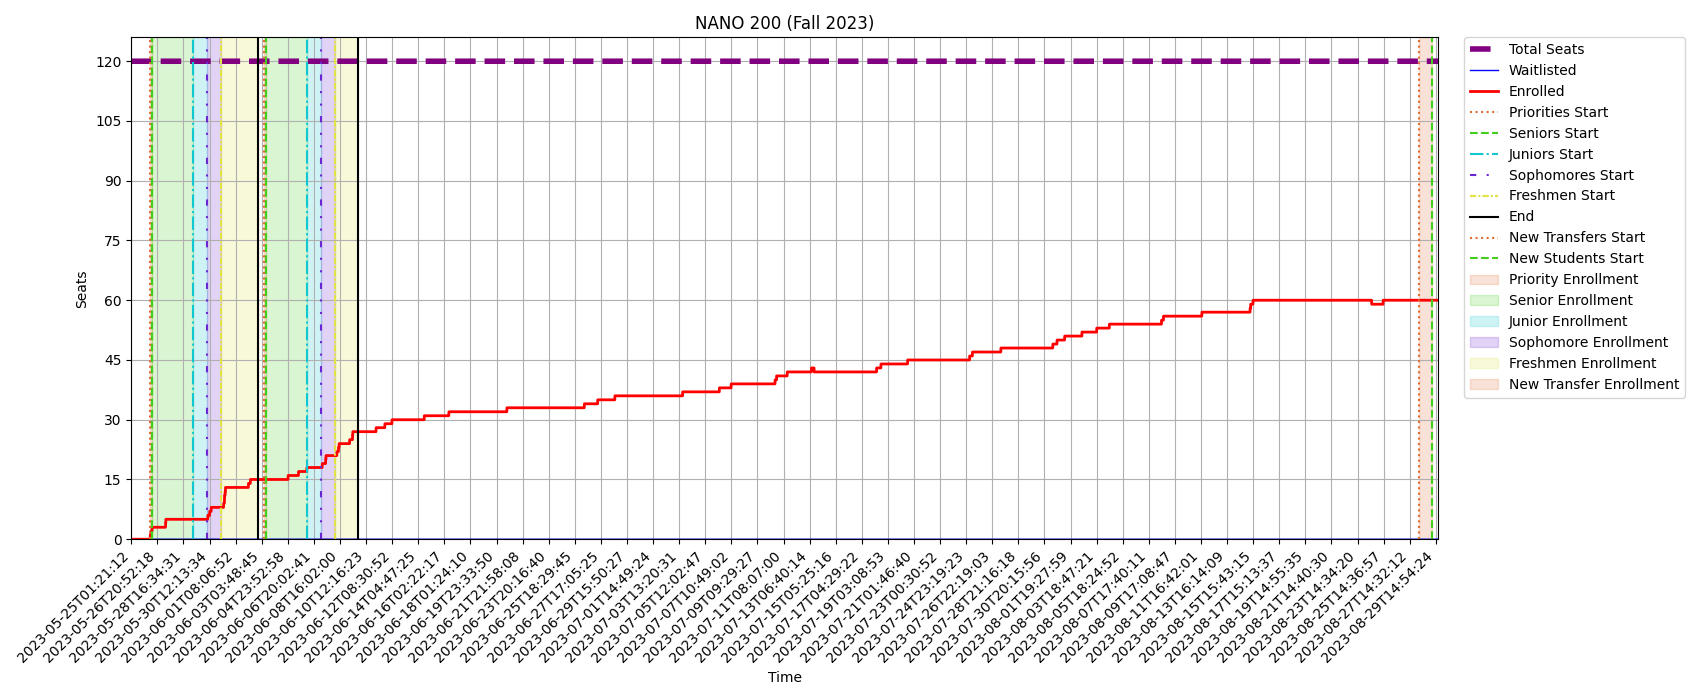 NANO 200 (Fall 2023)
Seats
120
105
90
75
60
45
30
15
0
2023-05-25T01:21:12
2023-05-26T20:52:18
2023-05-28T16:34:31
2023-05-30T12:13:34
2023-06-01T08:06:52
2023-06-03T03:48:45
2023-06-04T23:52:58
2023-06-06T20:02:41
2023-06-08T16:02:00
2023-06-10T12:16:23
2023-06-12T08:30:52
2023-06-14T04:47:25
2023-06-16T02:22:17
2023-06-18T01:24:10
2023-06-19T23:33:50
2023-06-21T21:58:08
2023-06-23T20:16:40
2023-06-25T18:29:45
2023-06-27T17:05:25
2023-06-29T15:50:27
2023-07-01T14:49:24
2023-07-03T13:20:31
2023-07-05T12:02:47
2023-07-07T10:49:02
2023-07-09T09:29:27
2023-07-11T08:07:00
2023-07-13T06:40:14
2023-07-15T05:25:16
2023-07-17T04:29:22
2023-07-19T03:08:53
2023-07-21T01:46:40
2023-07-23T00:30:52
2023-07-24T23:19:23
2023-07-26T22:19:03
2023-07-28T21:16:18
2023-07-30T20:15:56
2023-08-01T19:27:59
2023-08-03T18:47:21
2023-08-05T18:24:52
2023-08-07T17:40:11
2023-08-09T17:08:47
2023-08-11T16:42:01
2023-08-13T16:14:09
2023-08-15T15:43:15
2023-08-17T15:13:37
2023-08-19T14:55:35
2023-08-21T14:40:30
2023-08-23T14:34:20
2023-08-25T14:36:57
2023-08-27T14:32:12
2023-08-29T14:54:24
Time
Total Seats
Waitlisted
Enrolled
Priorities Start
Seniors Start
Juniors Start
Sophomores Start
Freshmen Start
End
New Transfers Start
New Students Start
Priority Enrollment
Senior Enrollment
Junior Enrollment
Sophomore Enrollment
Freshmen Enrollment
New Transfer Enrollment